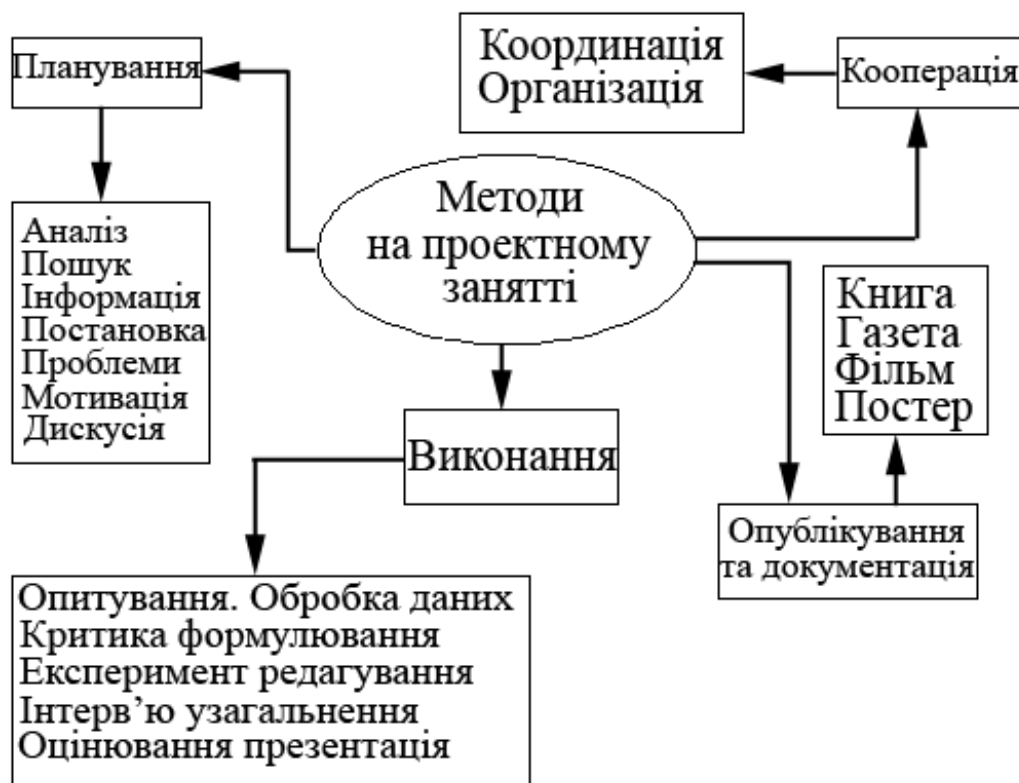 Планування
Координація
Організація
Кооперація
Методи
на проектному
занятті
Аналіз
Пошук
Інформація
Постановка
Проблеми
Мотивація
Дискусія
Книга
Газета
Фільм
Постер
Виконання
Опублікування
та документація
Опитування. Обробка даних
Критика формулювання
Експеримент редагування
Інтерв’ю узагальнення
Оцінювання презентація